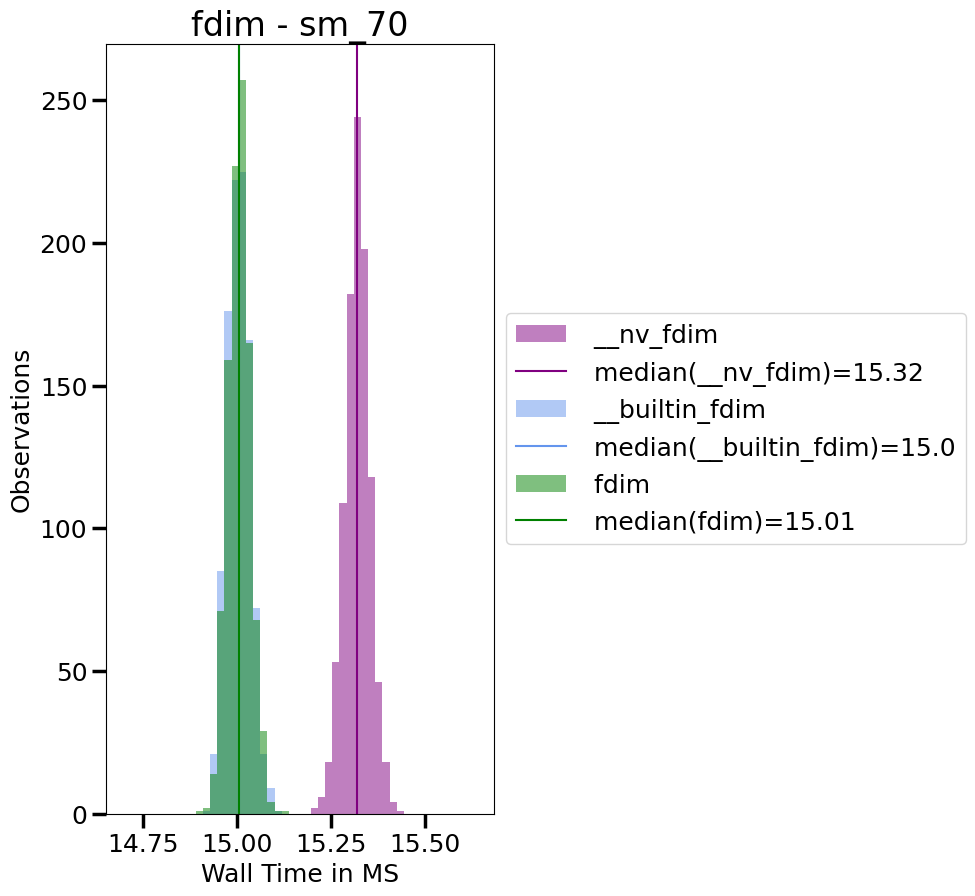 fdim - sm_70
250
200
150
100
50
0
Observations
14.75 15.00 15.25 15.50
Wall Time in MS
__nv_fdim
median(__nv_fdim)=15.32
__builtin_fdim
median(__builtin_fdim)=15.0
fdim
median(fdim)=15.01